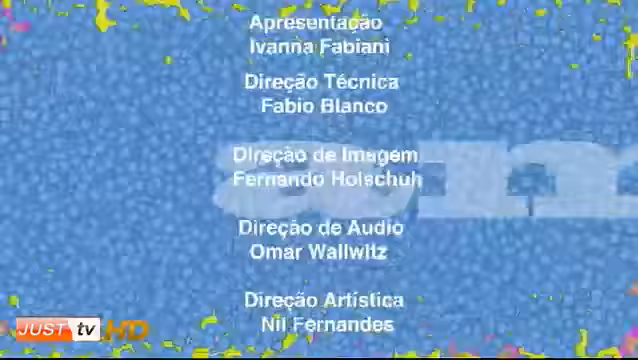 Apresentação
Ivanna Fabiani
Direção Técnica
Fabio Blanco
Direção de Imagem
Fernando Holschuh
Direção de Audio
Omar Wallwitz
Direção Artística
Nil Fernandes
JUST tv HD